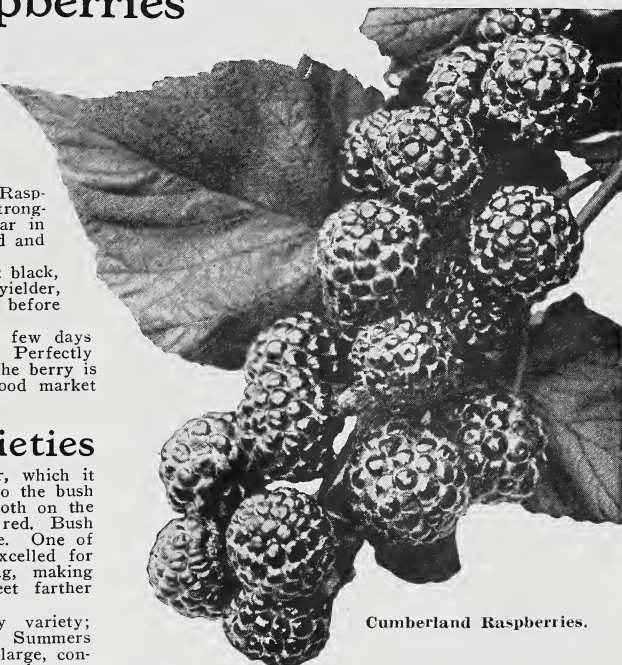 pberries
Rasp-
trong-
ar in
d and
black,
yielder,
before
few days
Perfectly
he berry is
ood market
ieties
r, which it
o the bush
oth on the
red. Bush
e. One of
xcelled for
g, making
eet farther
y variety;
Summers
large, con-
Cumberland Raspberries.